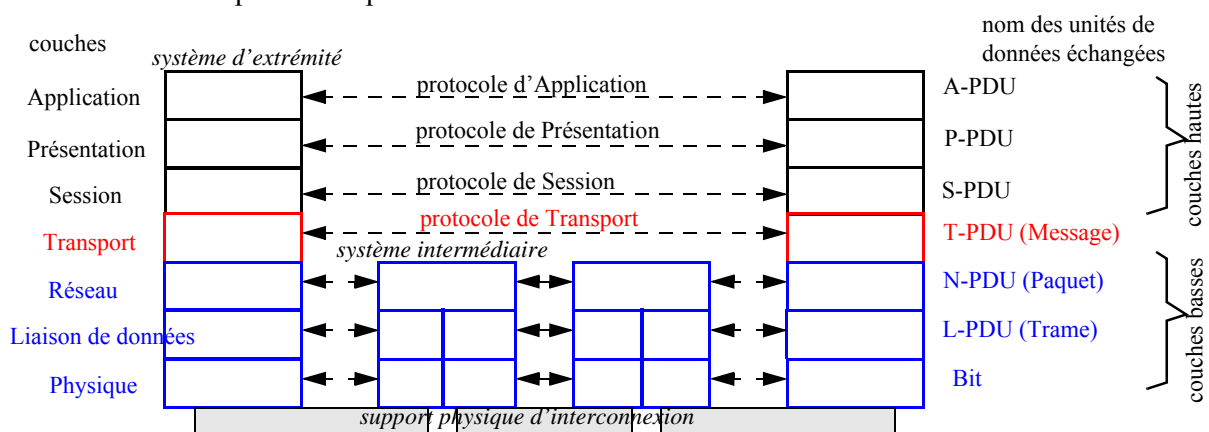 nom des unités de
données échangées
couches
système d'extrémité
Application
protocole d'Application
A-PDU
Présentation
protocole de Présentation
P-PDU
Session
protocole de Session
S-PDU
couches hautes
Transport
protocole de Transport
T-PDU (Message)
système intermédiaire
Réseau
N-PDU (Paquet)
Liaison de données
L-PDU (Trame)
Physique
Bit
couches basses
support physique d'interconnexion